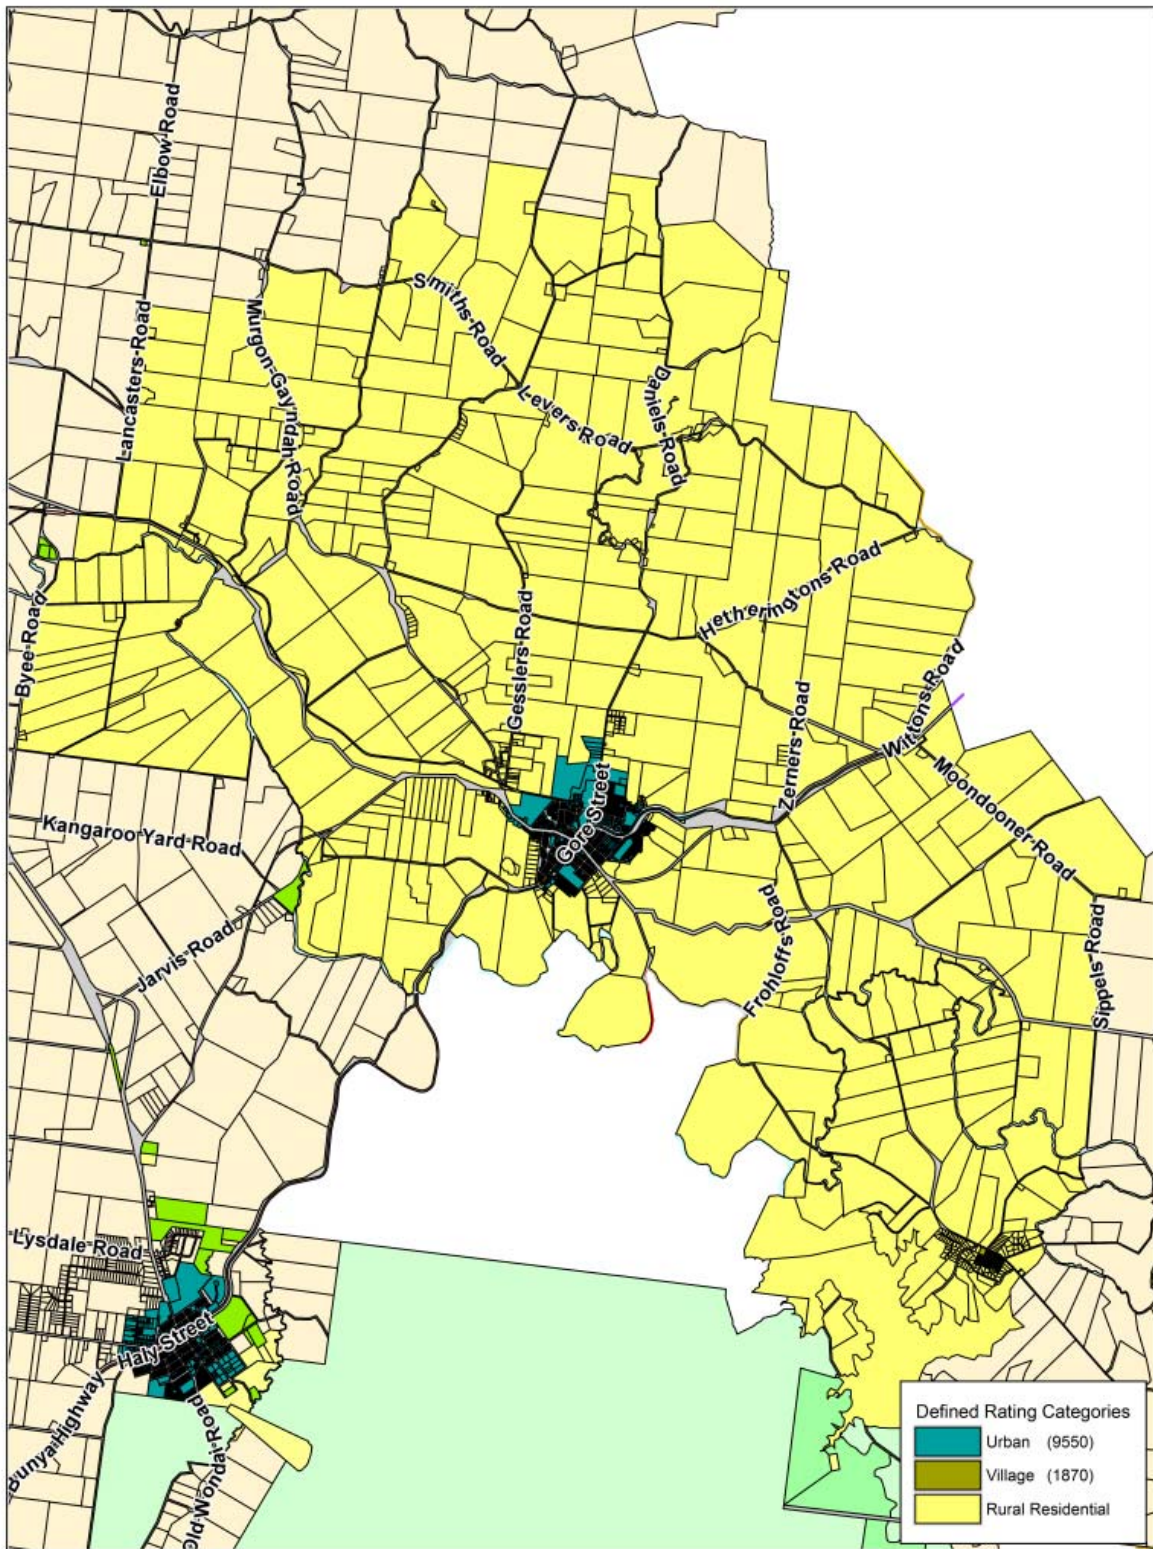 Elbow Road
Smiths Road
Lancasters Road
Murgon-Gayndah Road
Levers Road
Daniels Road
Hetheringtons Road
Byee Road
Gesslers Road
Wittons Road
Zerners Road
Moondooner Road
Gore Street
Kangaroo Yard Road
Frohloffs Road
Jarvis Road
Sippels Road
Lysdale Road
Haly Street
Bunya Highway
Old Wondai Road
Defined Rating Categories
Urban (9550)
Village (1870)
Rural Residential